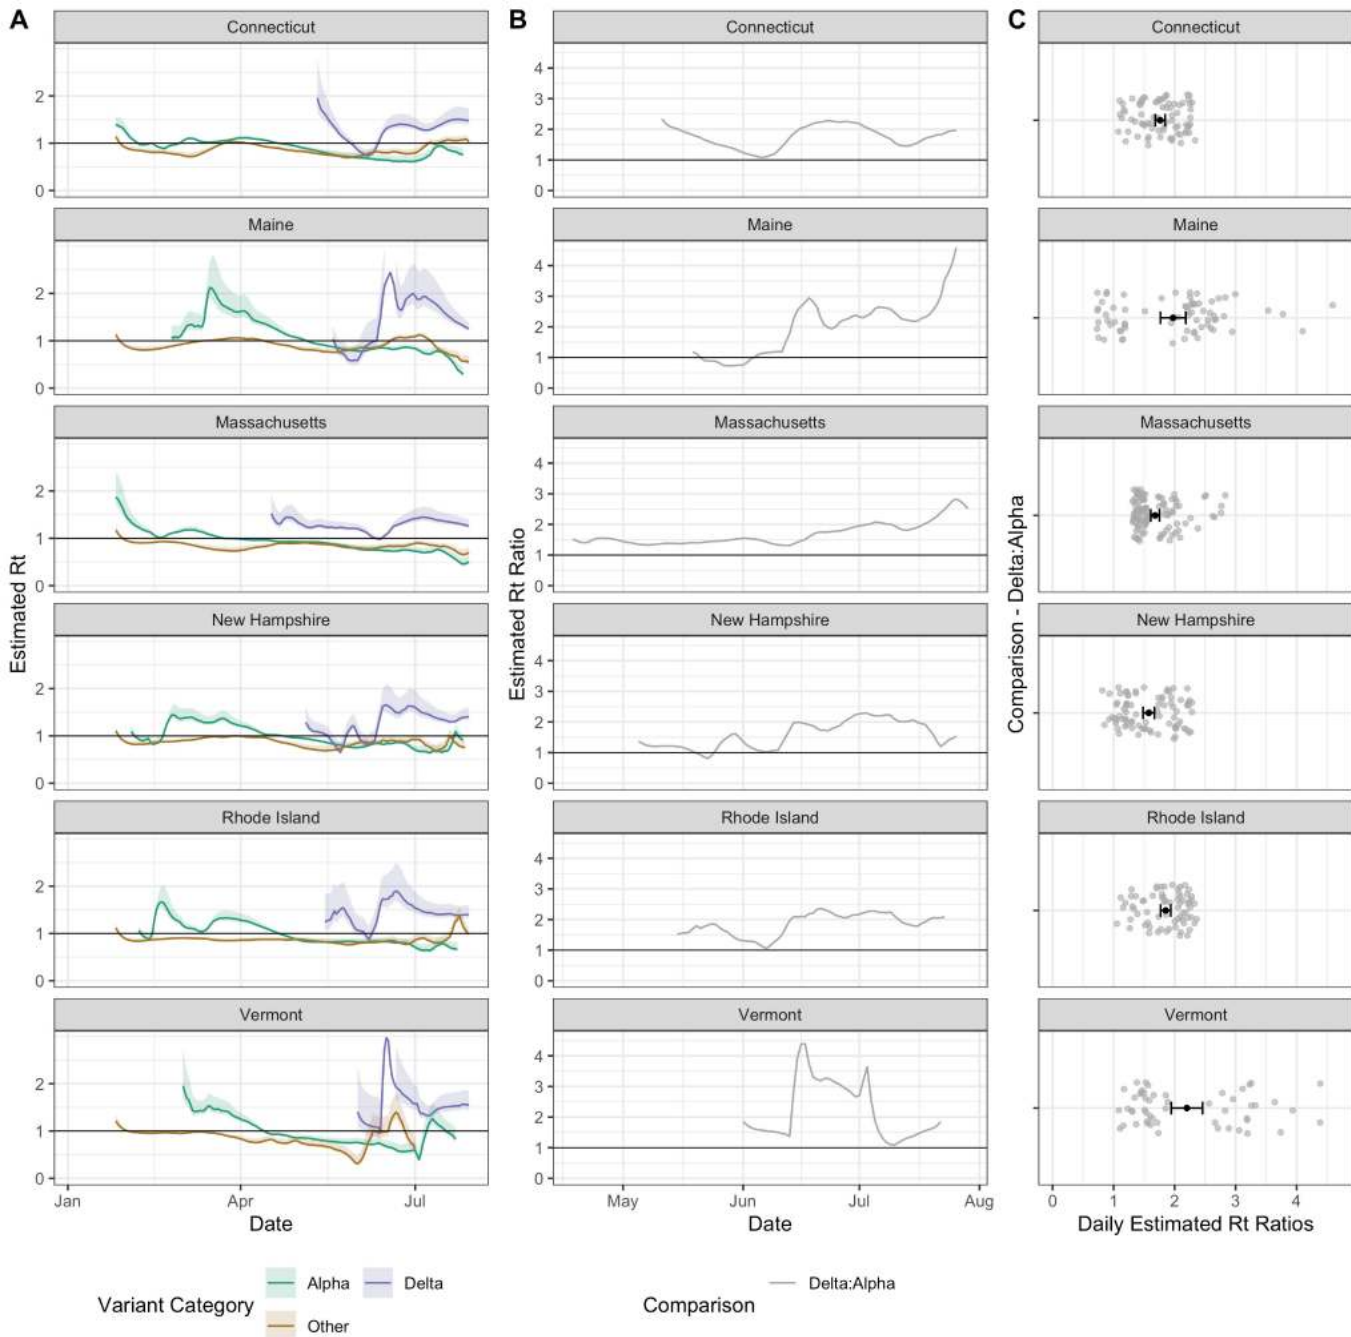 A
B
C
Connecticut
Connecticut
Connecticut
2
1
0
4
3
2
1
0
Maine
Maine
Maine
2
1
0
4
3
2
1
0
Massachusetts
Massachusetts
Massachusetts
2
1
0
4
3
2
1
0
Estimated Rt
Estimated Rt Ratio
Comparison - Delta:Alpha
New Hampshire
New Hampshire
New Hampshire
2
1
0
4
3
2
1
0
Rhode Island
Rhode Island
Rhode Island
2
1
0
4
3
2
1
0
Vermont
Vermont
Vermont
2
1
0
4
3
2
1
0
Jan Apr Jul
May Jun Jul Aug
0 1 2 3 4
Date
Date
Daily Estimated Rt Ratios
Variant Category
Alpha
Delta
Other
Comparison
Delta:Alpha